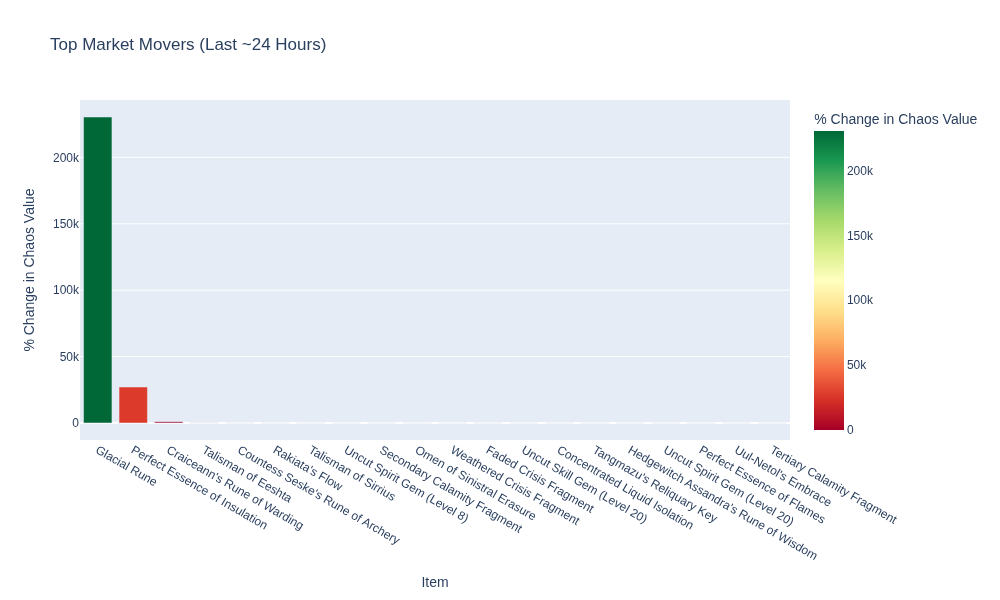 Top Market Movers (Last ~24 Hours)
% Change in Chaos Value
200k
150k
100k
50k
0
% Change in Chaos Value
200k
150k
100k
50k
0
Glacial Rune
Perfect Essence of Insulation
Craiceann's Rune of Warding
Talisman of Eeshta
Countess Seske's Rune of Archery
Rakiata's Flow
Talisman of Sirrius
Uncut Spirit Gem (Level 8)
Secondary Calamity Fragment
Omen of Sinistral Erasure
Weathered Crisis Fragment
Faded Crisis Fragment
Uncut Skill Gem (Level 20)
Concentrated Liquid Isolation
Tangmazu's Reliquary Key
Hedgewitch Assandra's Rune of Wisdom
Uncut Spirit Gem (Level 20)
Perfect Essence of Flames
Uul-Netol's Embrace
Tertiary Calamity Fragment
Item